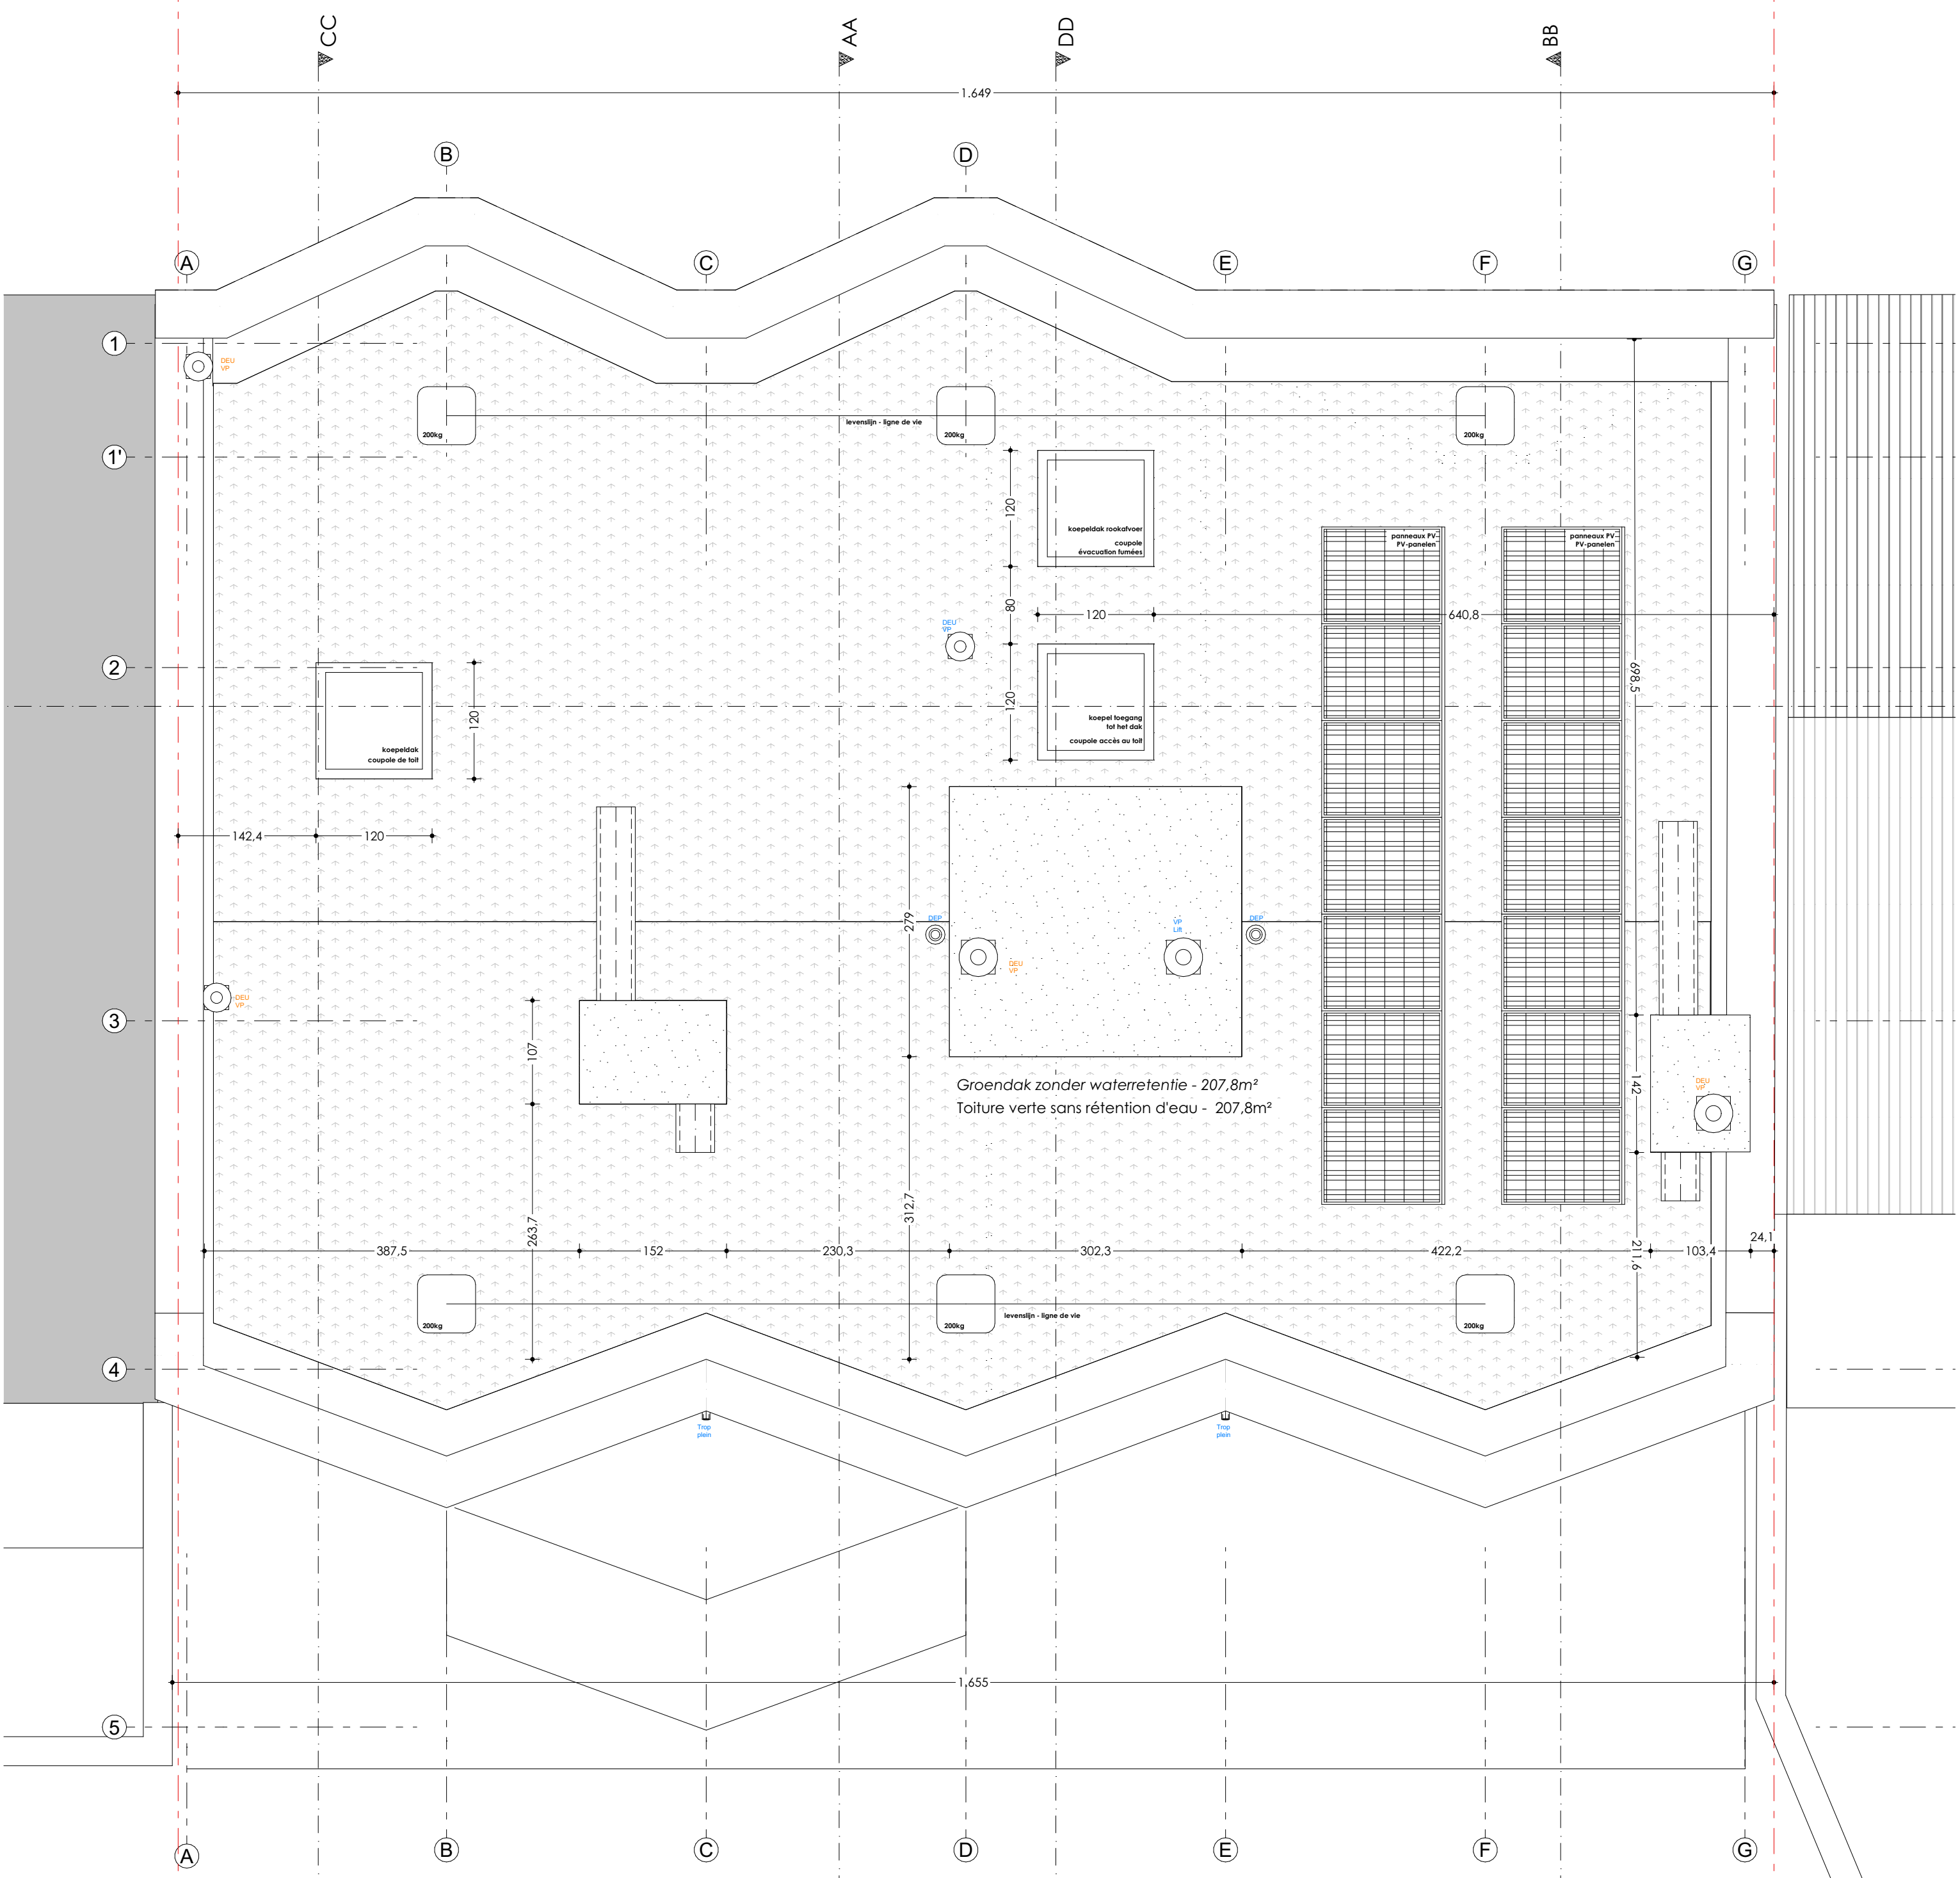 CC
AA
DD
BB
1.649
B
D
A
C
E
F
G
1
DEU
VP
levenslijn - ligne de vie
200kg
200kg
200kg
1'
120
koepeldak rookafvoer
coupole
évacuation fumées
panneaux PV
PV-panelen
panneaux PV
PV-panelen
80
120
640,8
DEU
VP
2
698,5
120
120
koepel toegang
tot het dak
coupole accès au toit
koepeldak
coupole de toit
142,4
120
279
DEP
VP
Lift
DEP
DEU
VP
DEU
VP
3
107
142
DEU
VP
Groendak zonder waterretentie - 207,8m²
Toiture verte sans rétention d'eau - 207,8m²
263,7
312,7
211,6
24,1
387,5
152
230,3
302,3
422,2
103,4
levenslijn - ligne de vie
200kg
200kg
200kg
4
Trop
plein
Trop
plein
1.655
5
A
B
C
D
E
F
G